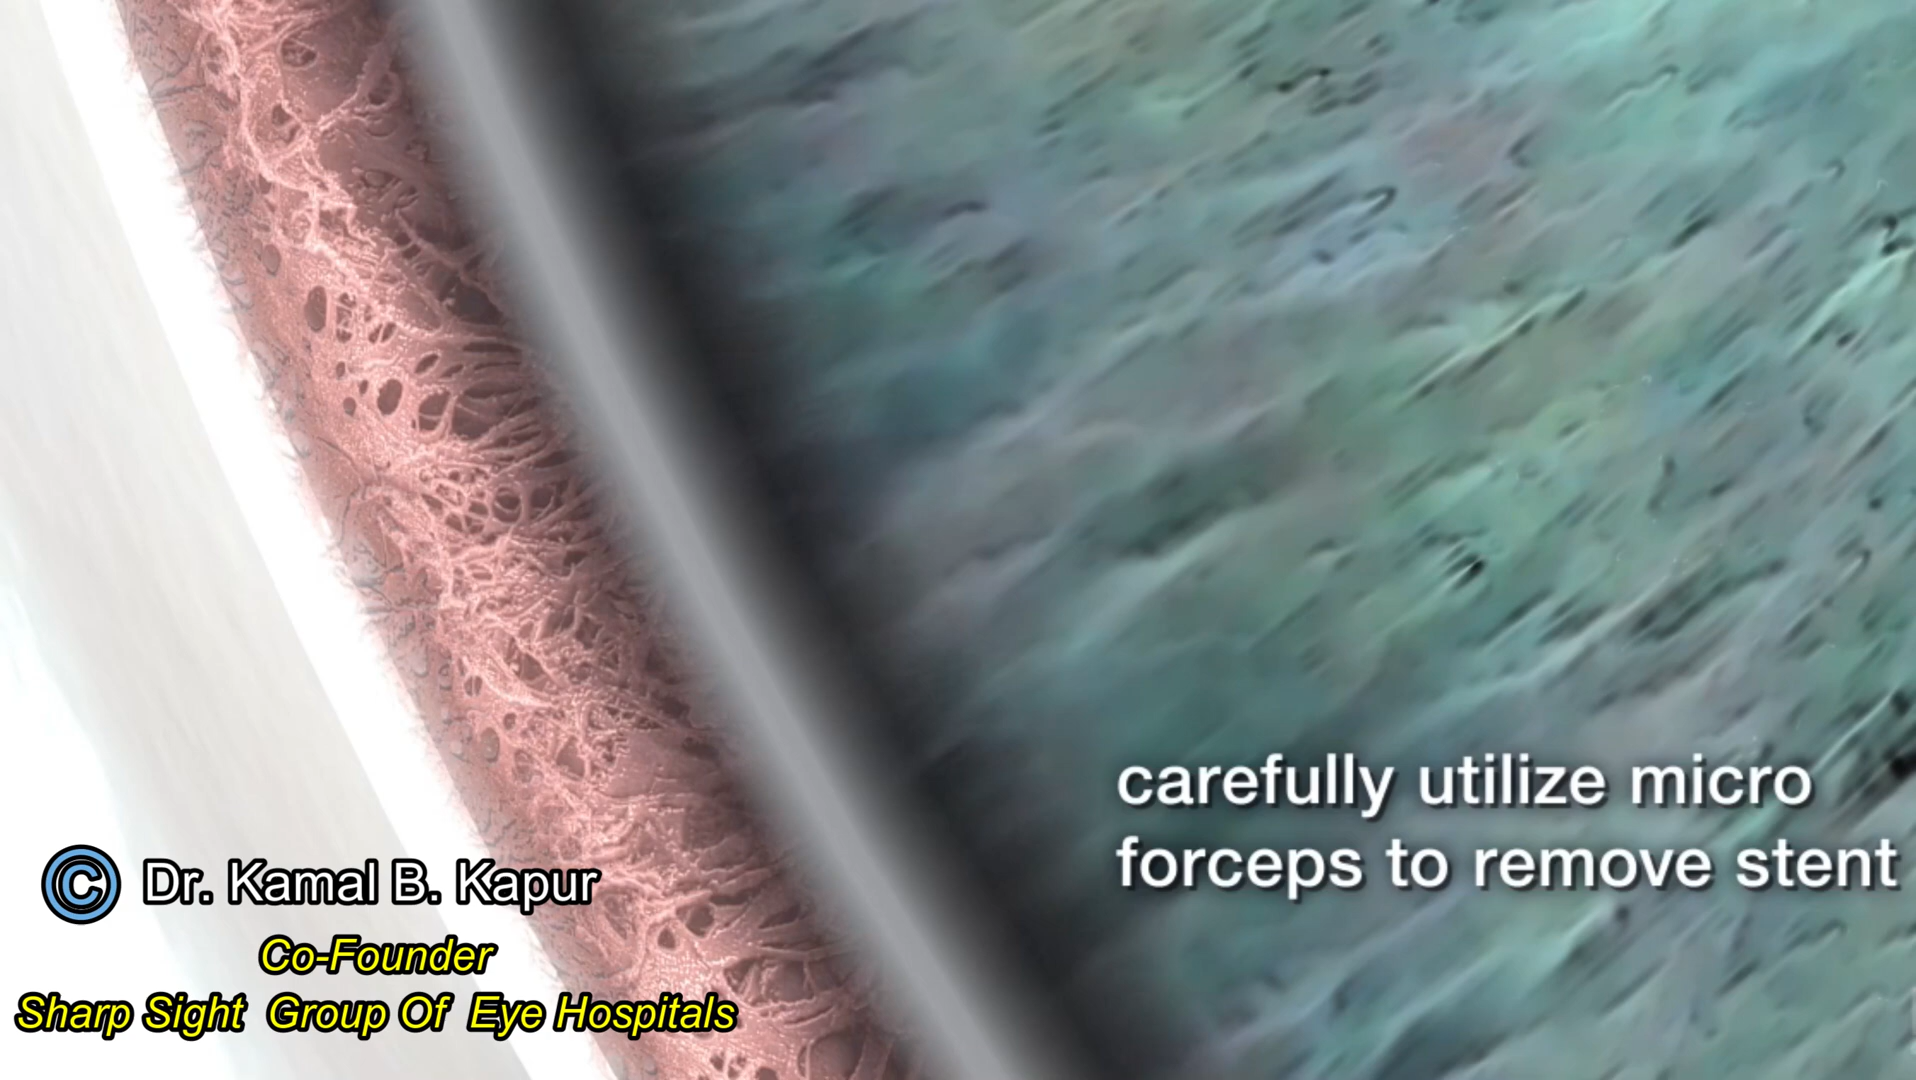 carefully utilize micro
forceps to remove stent
© Dr. Kamal B. Kapur
Co-Founder
Sharp Sight Group Of Eye Hospitals